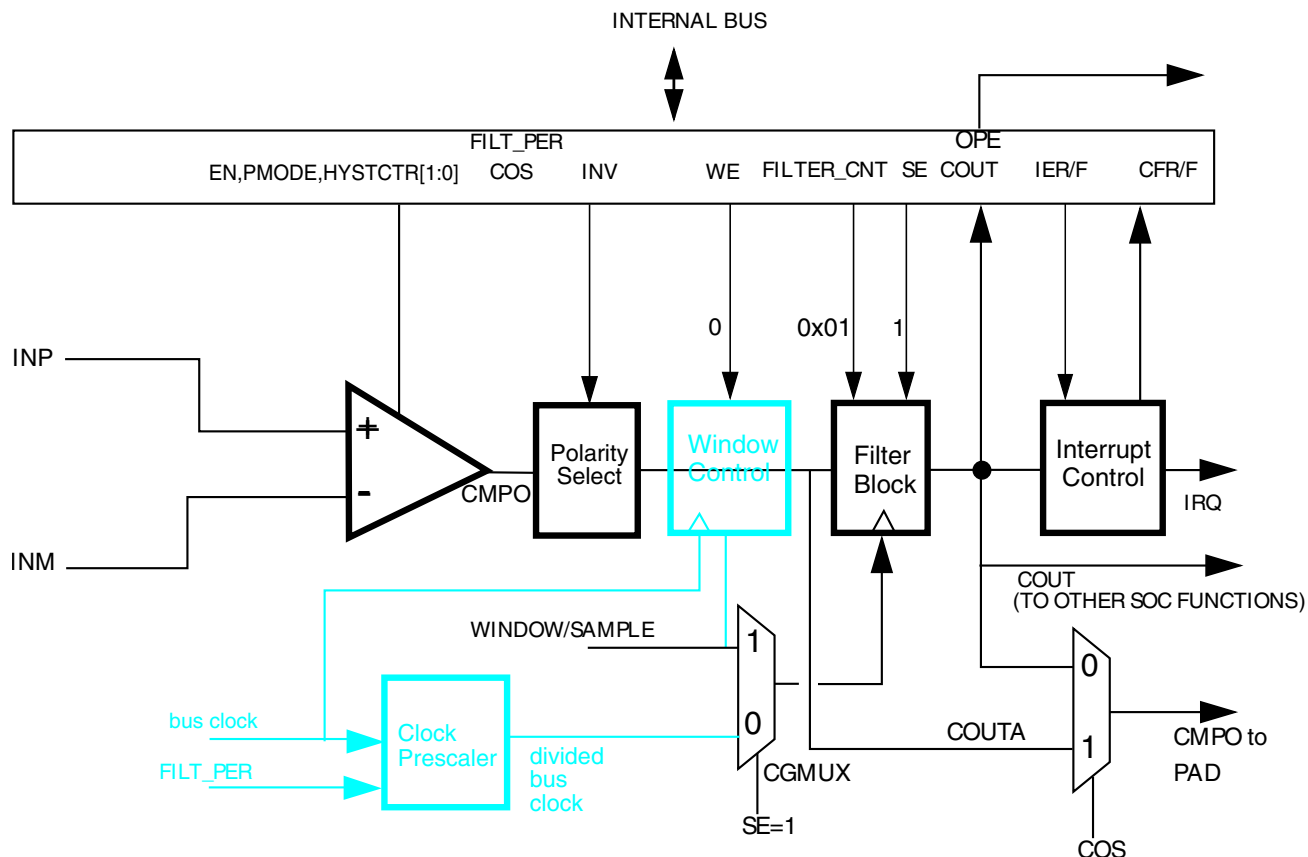 INTERNAL BUS
FILT_PER
OPE
EN,PMODE,HYSTCTR[1:0]
COS
INV
WE
FILTER_CNT
SE
COUT
IER/F
CFR/F
0
0x01
1
INP
+
-
INM
CMPO
Polarity
Select
Window
Control
Filter
Block
Interrupt
Control
IRQ
COUT
(TO OTHER SOC FUNCTIONS)
WINDOW/SAMPLE
1
0
CGMUX
SE=1
bus clock
FILT_PER
Clock
Prescaler
divided
bus
clock
COUTA
0
1
CMPO to
PAD
COS